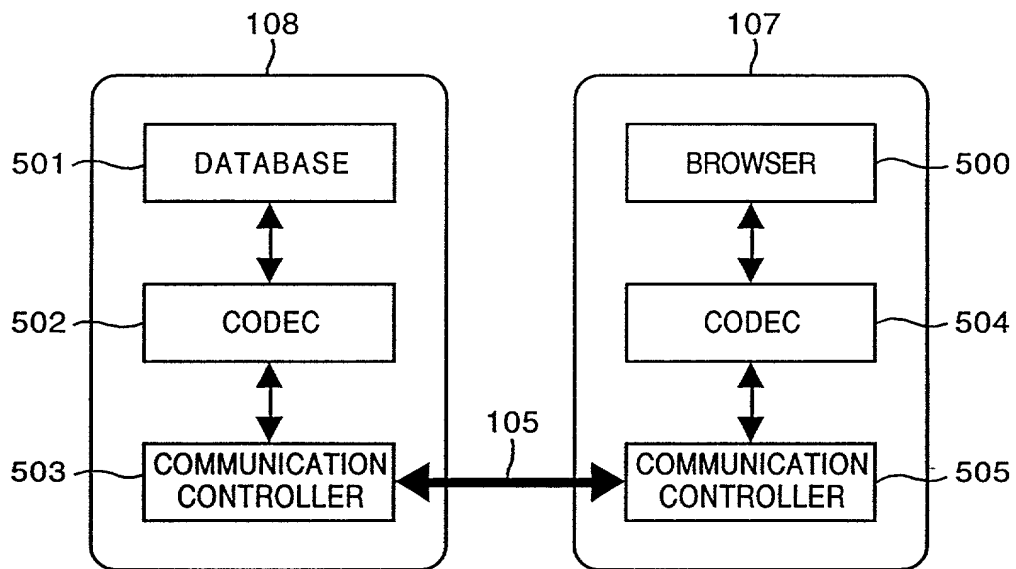 108
107
501
DATABASE
BROWSER
500
502
CODEC
CODEC
504
105
503
COMMUNICATION
CONTROLLER
COMMUNICATION
CONTROLLER
505